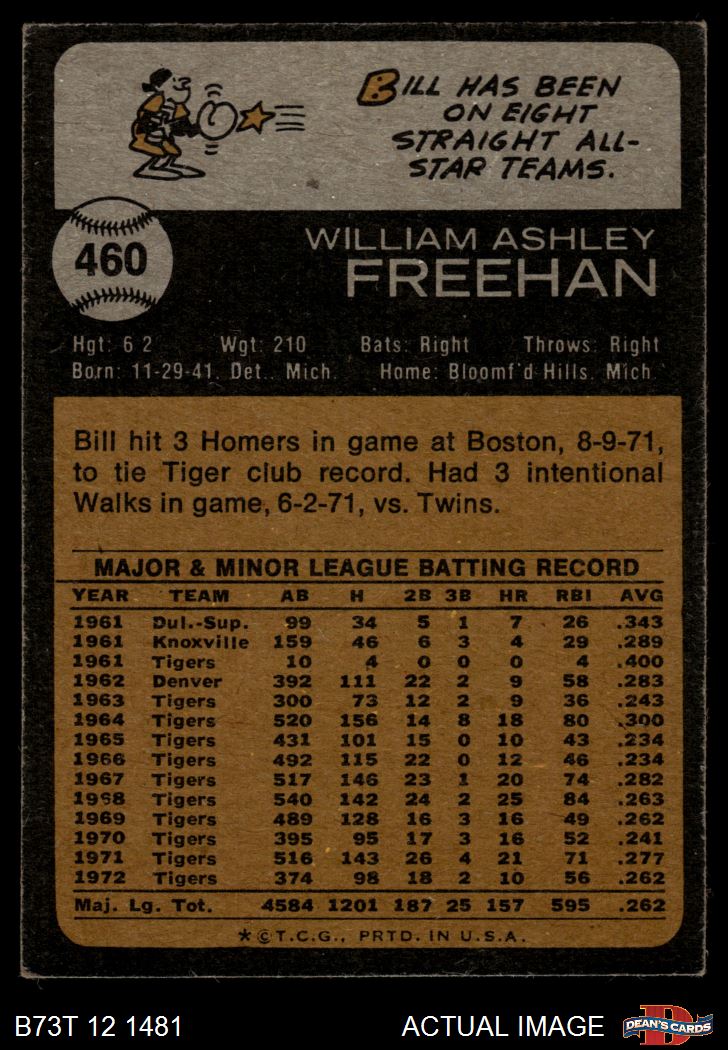 BILL HAS BEEN
ON EIGHT
STRAIGHT ALL-
STAR TEAMS.
460
WILLIAM ASHLEY
FREEHAN
Hgt: 6 2 Wgt: 210 Bats: Right Throws: Right
Born: 11-29-41, Det., Mich. Home: Bloomf'd Hills, Mich.
Bill hit 3 Homers in game at Boston, 8-9-71,
to tie Tiger club record. Had 3 intentional
Walks in game, 6-2-71, vs. Twins.
MAJOR & MINOR LEAGUE BATTING RECORD
YEAR TEAM AB H 2B 3B HR RBI AVG
1961 Dul.-Sup. 99 34 5 1 7 26 .343
1961 Knoxville 159 46 6 3 4 29 .289
1961 Tigers 10 4 0 0 0 4 .400
1962 Denver 392 111 22 2 9 58 .283
1963 Tigers 300 73 12 2 9 36 .243
1964 Tigers 520 156 14 8 18 80 .300
1965 Tigers 431 101 15 0 10 43 .234
1966 Tigers 492 115 22 0 12 46 .234
1967 Tigers 517 146 23 1 20 74 .282
1968 Tigers 540 142 24 2 25 84 .263
1969 Tigers 489 128 16 3 16 49 .262
1970 Tigers 395 95 17 3 16 52 .241
1971 Tigers 516 143 26 4 21 71 .277
1972 Tigers 374 98 18 2 10 56 .262
Maj. Lg. Tot. 4584 1201 187 25 157 595 .262
*©T.C.G., PRTD. IN U.S.A.
B73T 12 1481 ACTUAL IMAGE DEAN'S CARDS